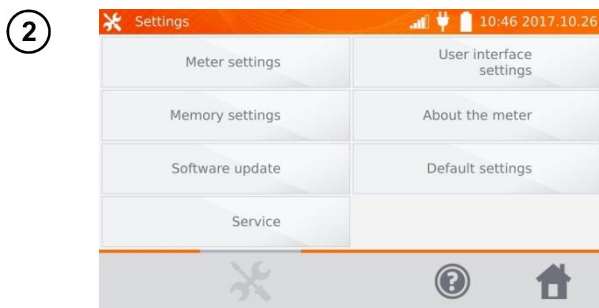 2
Settings
10:46 2017.10.26
Meter settings
User interface
settings
Memory settings
About the meter
Software update
Default settings
Service
?